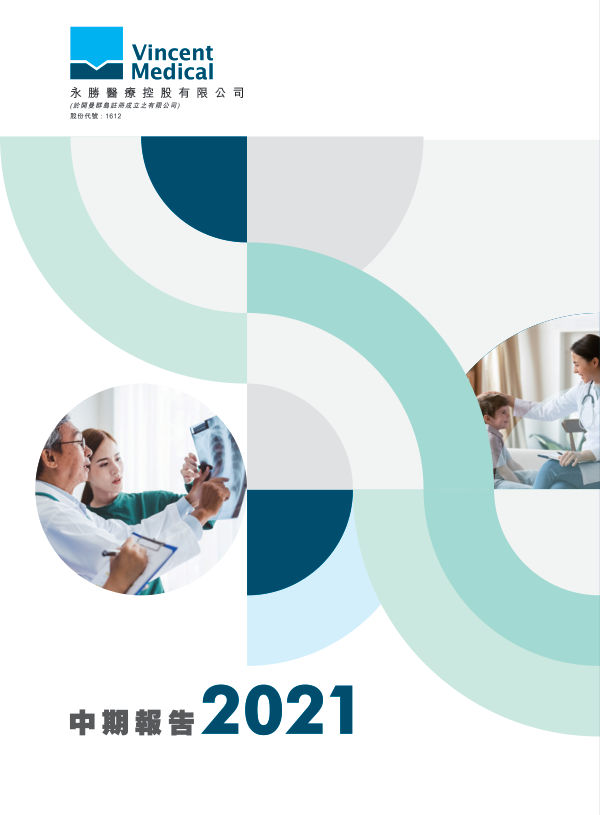 Vincent
Medical
永勝醫療控股有限公司
(於開曼群島註冊成立之有限公司)
股份代號：1612
中期報告2021